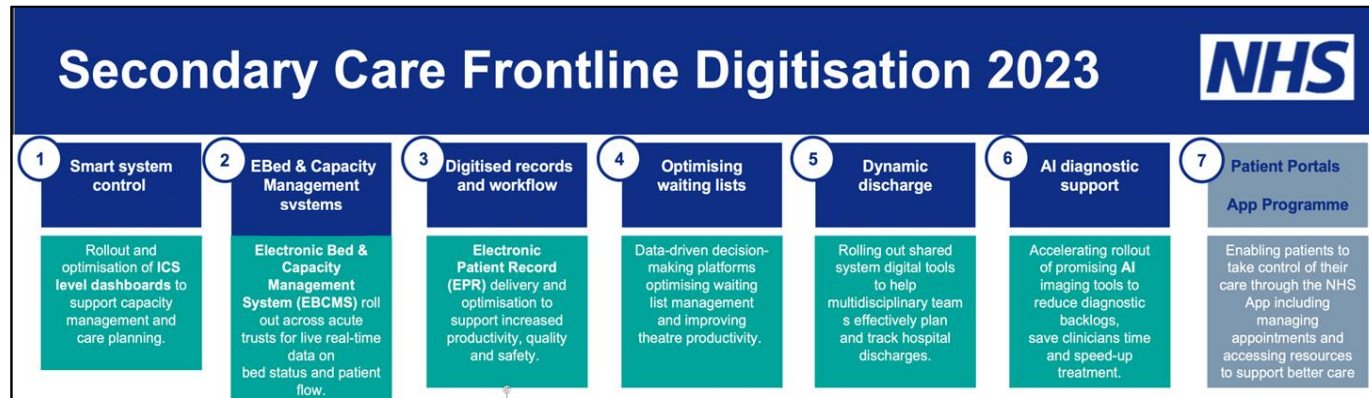 Secondary Care Frontline Digitisation 2023
NHS
1
Smart system
control
Rollout and
optimisation of ICS
level dashboards to
support capacity
management and
care planning.
2
EBed & Capacity
Management
systems
Electronic Bed &
Capacity
Management
System (EBCMS) roll
out across acute
trusts for live real-time
data on
bed status and patient
flow.
3
Digitised records
and workflow
Electronic
Patient Record
(EPR) delivery and
optimisation to
support increased
productivity, quality
and safety.
4
Optimising
waiting lists
Data-driven decision-
making platforms
optimising waiting
list management
and improving
theatre productivity.
5
Dynamic
discharge
Rolling out shared
system digital tools
to help
multidisciplinary team
s effectively plan
and track hospital
discharges.
6
AI diagnostic
support
Accelerating rollout
of promising AI
imaging tools to
reduce diagnostic
backlogs,
save clinicians time
and speed-up
treatment.
7
Patient Portals
App Programme
Enabling patients to
take control of their
care through the NHS
App including
managing
appointments and
accessing resources
to support better care